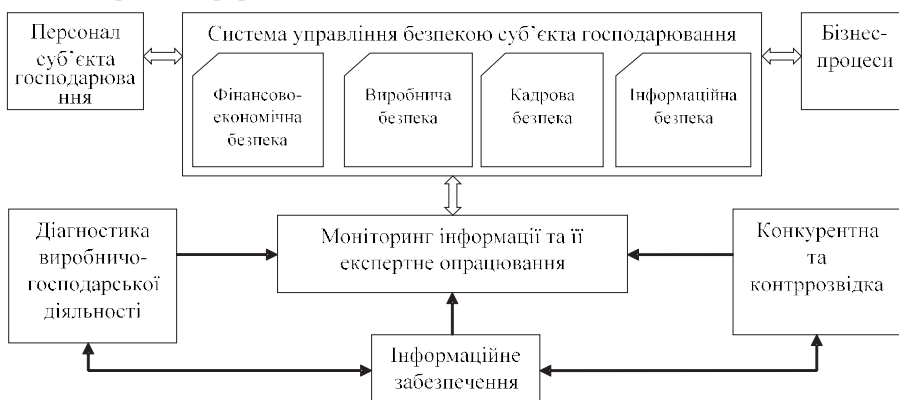 Персонал
суб’єкта
господарюва
ння
Система управління безпекою суб’єкта господарювання
Фінансово-
економічна
безпека
Виробнича
безпека
Кадрова
безпека
Інформаційна
безпека
Бізнес-
процеси
Діагностика
виробничо-
господарської
діяльності
Моніторинг інформації та її
експертне опрацювання
Конкурентна
та
контррозвідка
Інформаційне
забезпечення